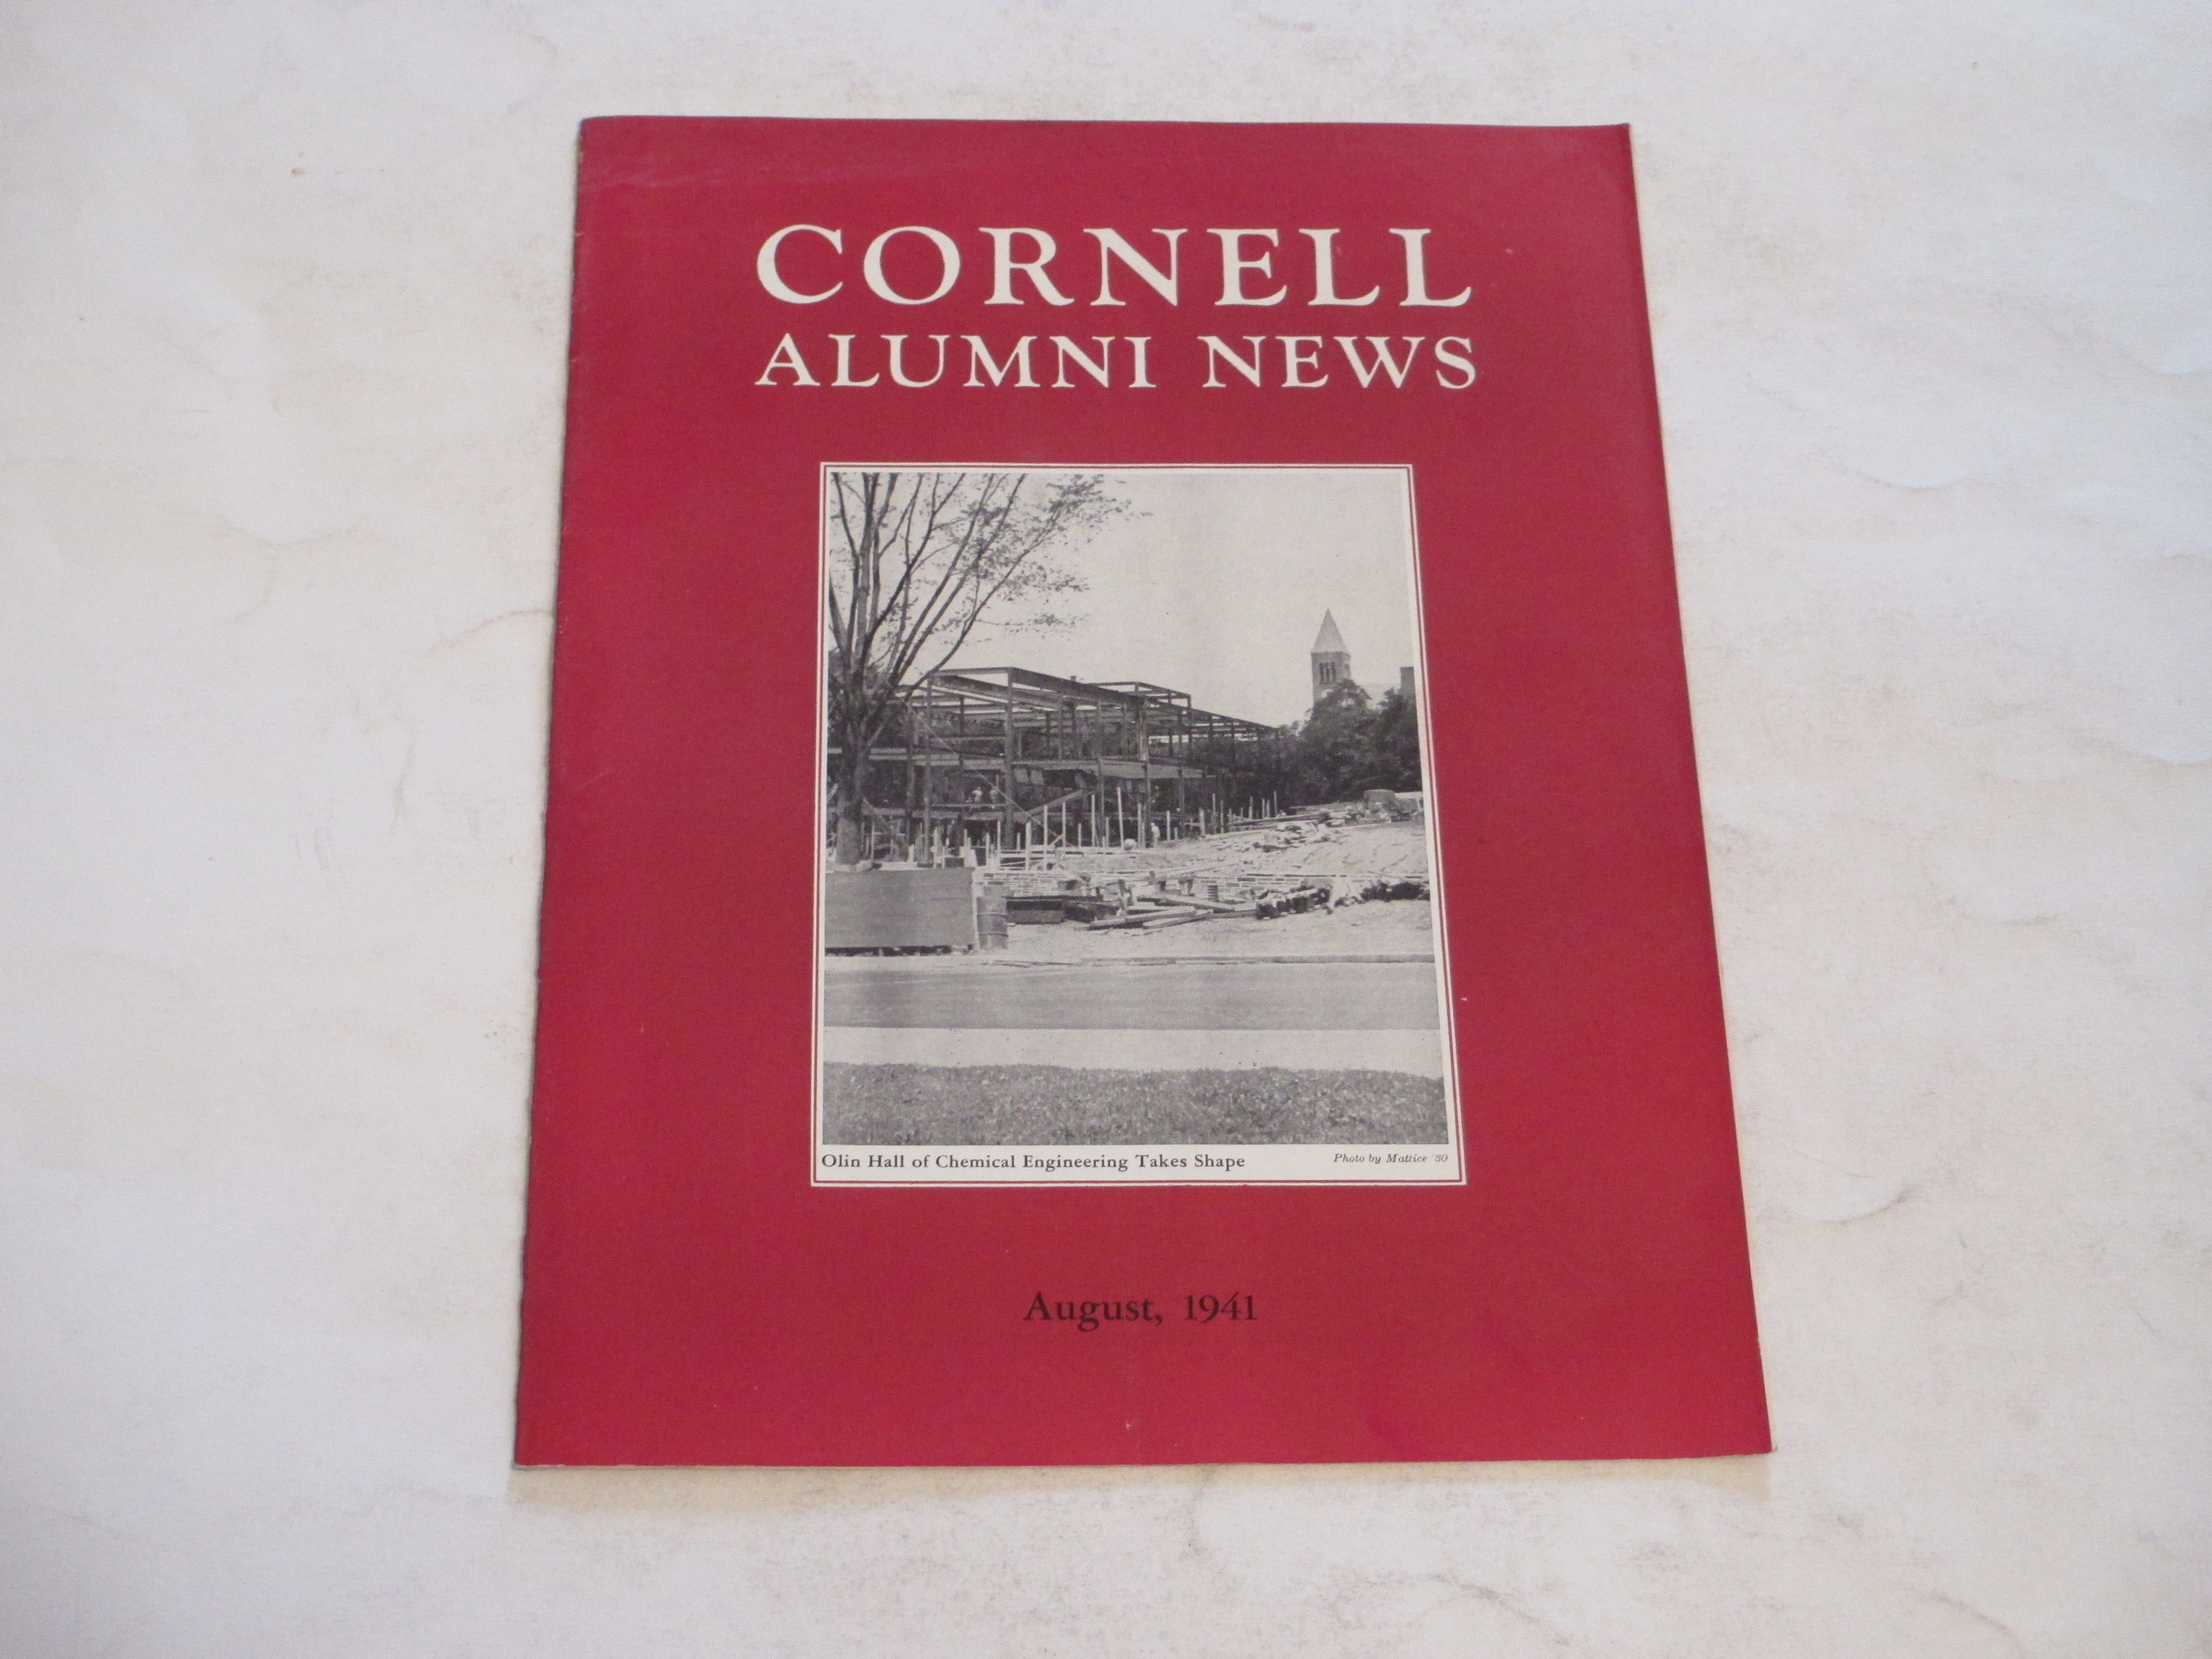 CORNELL
ALUMNI NEWS
Olin Hall of Chemical Engineering Takes Shape
Photo by Mattice '30
August, 1941